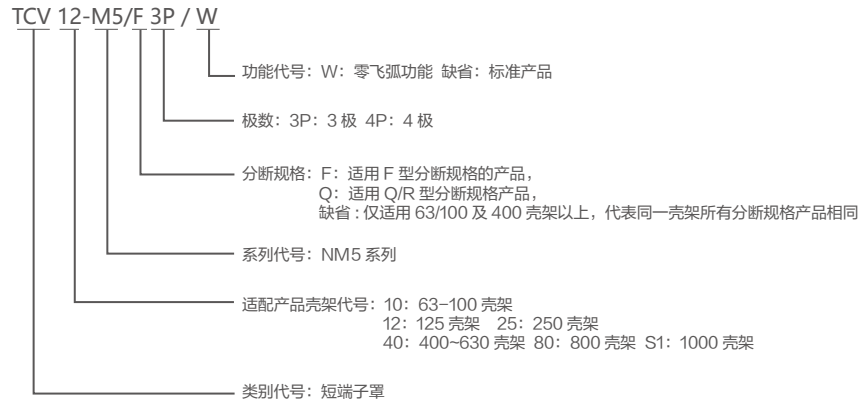 TCV 12-M5/F 3P / W
功能代号：W：零飞弧功能 缺省：标准产品
极数：3P：3 极 4P：4 极
分断规格：F：适用 F 型分断规格的产品，
Q：适用 Q/R 型分断规格产品，
缺省 : 仅适用 63/100 及 400 壳架以上，代表同一壳架所有分断规格产品相同
系列代号：NM5 系列
适配产品壳架代号：10：63-100 壳架
12：125 壳架 25：250 壳架
40：400~630 壳架 80：800 壳架 S1：1000 壳架
类别代号：短端子罩